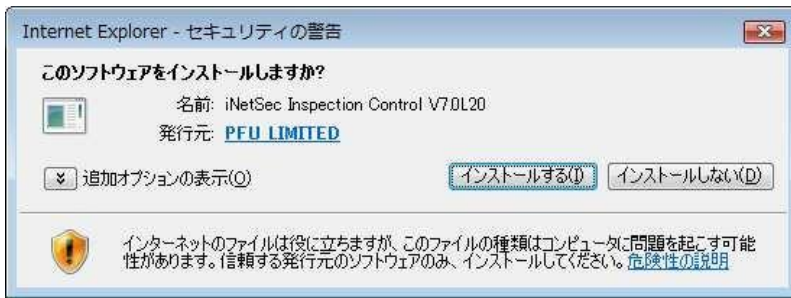 Internet Explorer - セキュリティの警告
このソフトウェアをインストールしますか?
名前: iNetSec Inspection Control V7.0L20
発行元: PFU LIMITED
追加オプションの表示(O)
インストールする(I)
インストールしない(D)
インターネットのファイルは役に立ちますが、このファイルの種類はコンピュータに問題を起こす可能
性があります。信頼する発行元のソフトウェアのみ、インストールしてください。危険性の説明